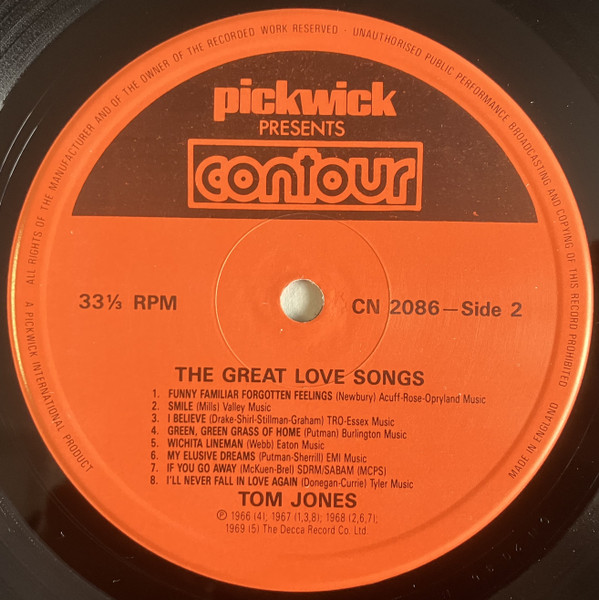 ALL RIGHTS OF THE MANUFACTURER AND OF THE OWNER OF THE RECORDED WORK RESERVED - UNAUTHORISED PUBLIC PERFORMANCE BROADCASTING AND COPYING OF THIS RECORD PROHIBITED
pickwick
PRESENTS
contour
33⅓ RPM
CN 2086—Side 2
THE GREAT LOVE SONGS
1. FUNNY FAMILIAR FORGOTTEN FEELINGS (Newbury) Acuff-Rose-Opryland Music
2. SMILE (Mills) Valley Music
3. I BELIEVE (Drake-Shirl-Stillman-Graham) TRO-Essex Music
4. GREEN, GREEN GRASS OF HOME (Putman) Burlington Music
5. WICHITA LINEMAN (Webb) Eaton Music
6. MY ELUSIVE DREAMS (Putman-Sherrill) EMI Music
7. IF YOU GO AWAY (McKuen-Brel) SDRM/SABAM (MCPS)
8. I'LL NEVER FALL IN LOVE AGAIN (Donegan-Currie) Tyler Music
TOM JONES
℗ 1966 (4); 1967 (1,3,8); 1968 (2,6,7);
1969 (5) The Decca Record Co. Ltd.
A PICKWICK INTERNATIONAL PRODUCT
MADE IN ENGLAND